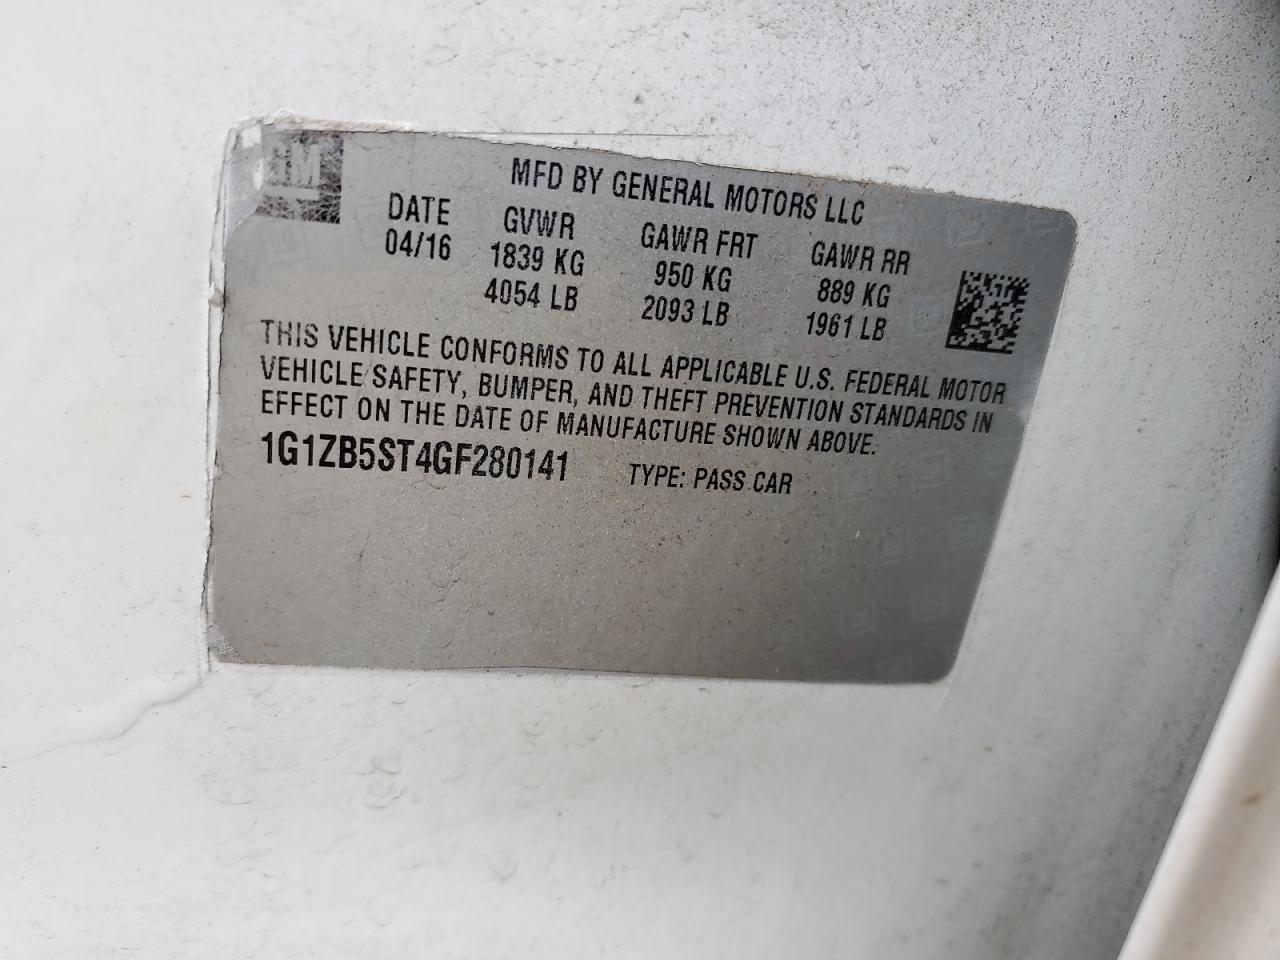 GM
MFD BY GENERAL MOTORS LLC
DATE GVWR GAWR FRT GAWR RR
04/16 1839 KG 950 KG 889 KG
4054 LB 2093 LB 1961 LB
THIS VEHICLE CONFORMS TO ALL APPLICABLE U.S. FEDERAL MOTOR
VEHICLE SAFETY, BUMPER, AND THEFT PREVENTION STANDARDS IN
EFFECT ON THE DATE OF MANUFACTURE SHOWN ABOVE.
1G1ZB5ST4GF280141 TYPE: PASS CAR